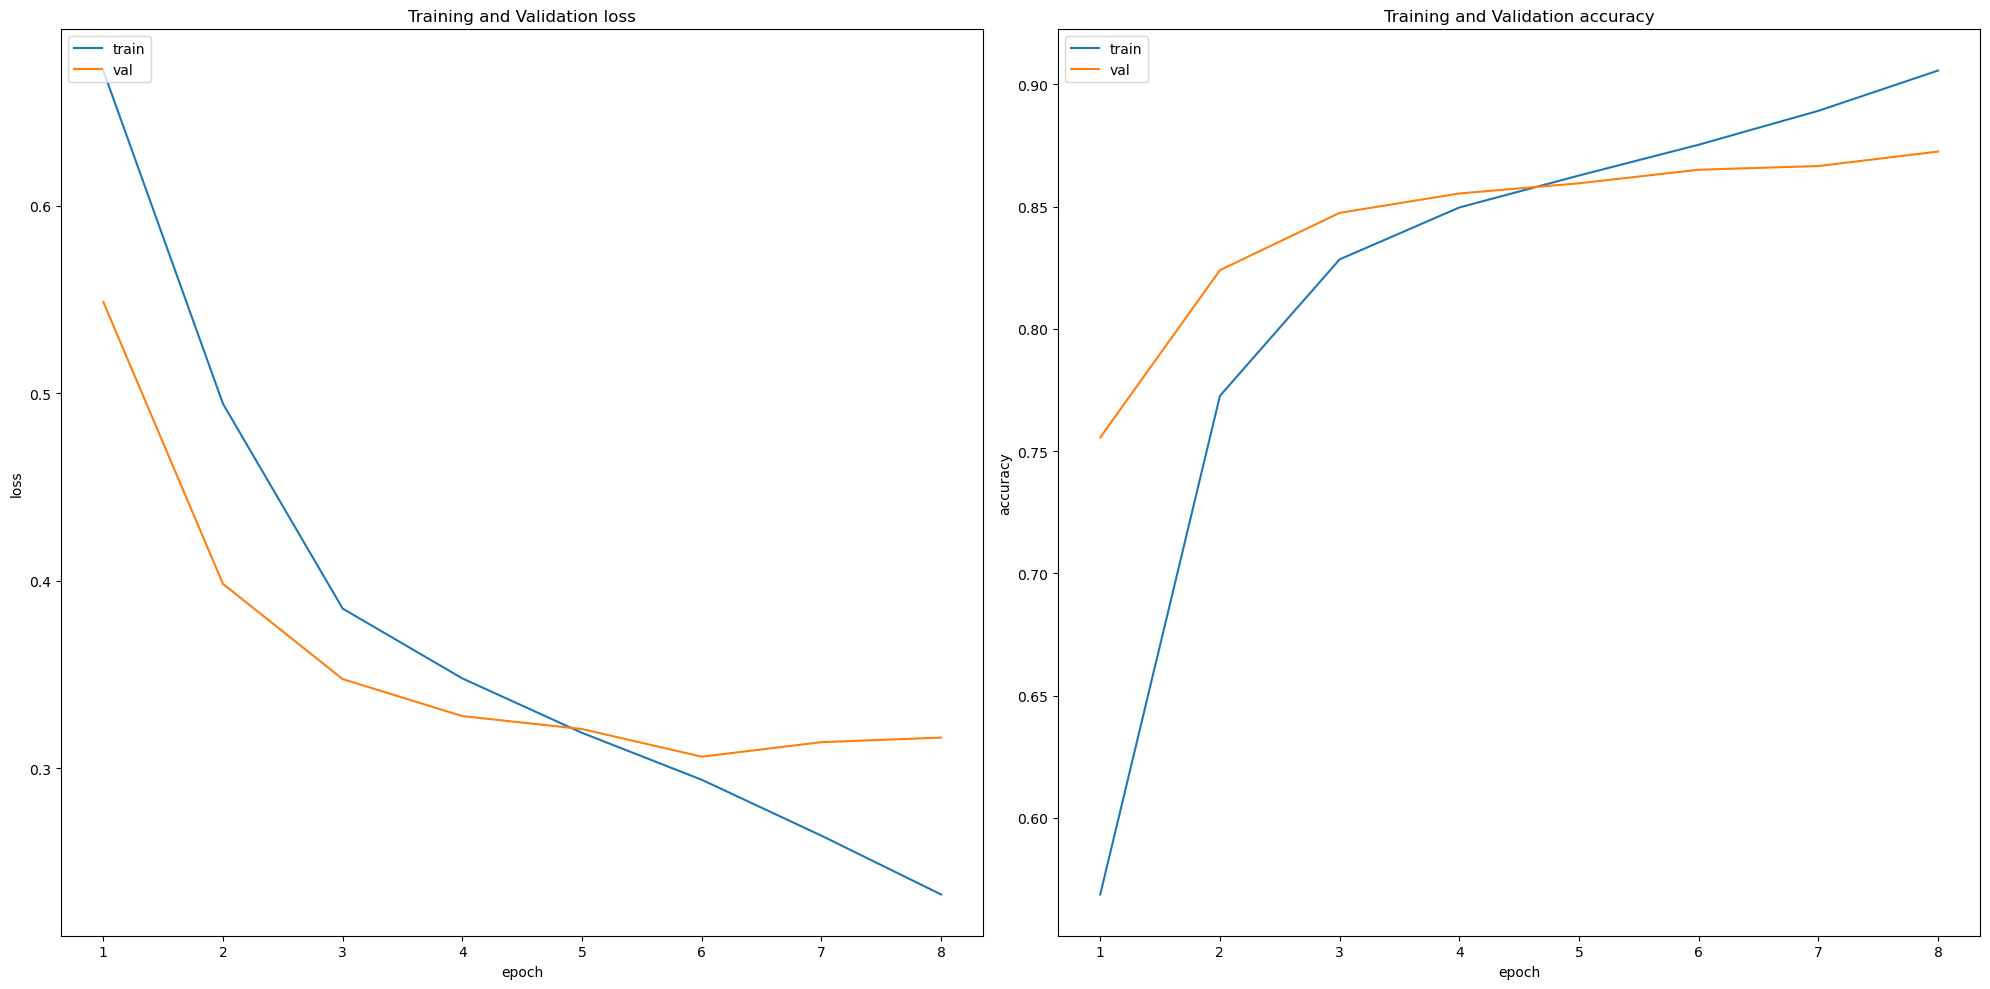 Training and Validation loss
train
val
0.6
0.5
0.4
0.3
loss
1 2 3 4 5 6 7 8
epoch
Training and Validation accuracy
train
val
0.90
0.85
0.80
0.75
0.70
0.65
0.60
accuracy
1 2 3 4 5 6 7 8
epoch